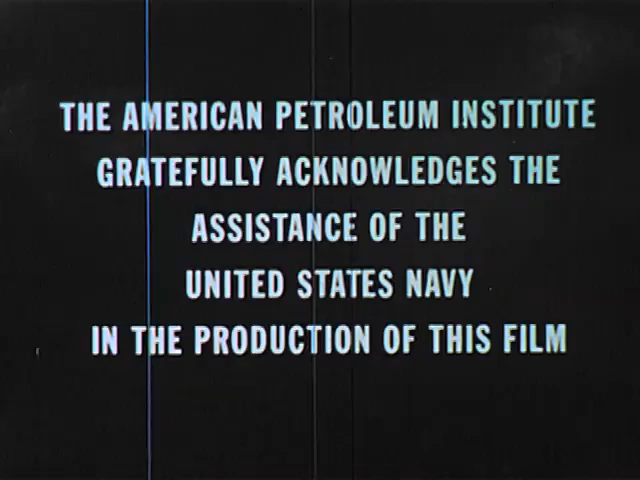 THE AMERICAN PETROLEUM INSTITUTE
GRATEFULLY ACKNOWLEDGES THE
ASSISTANCE OF THE
UNITED STATES NAVY
IN THE PRODUCTION OF THIS FILM